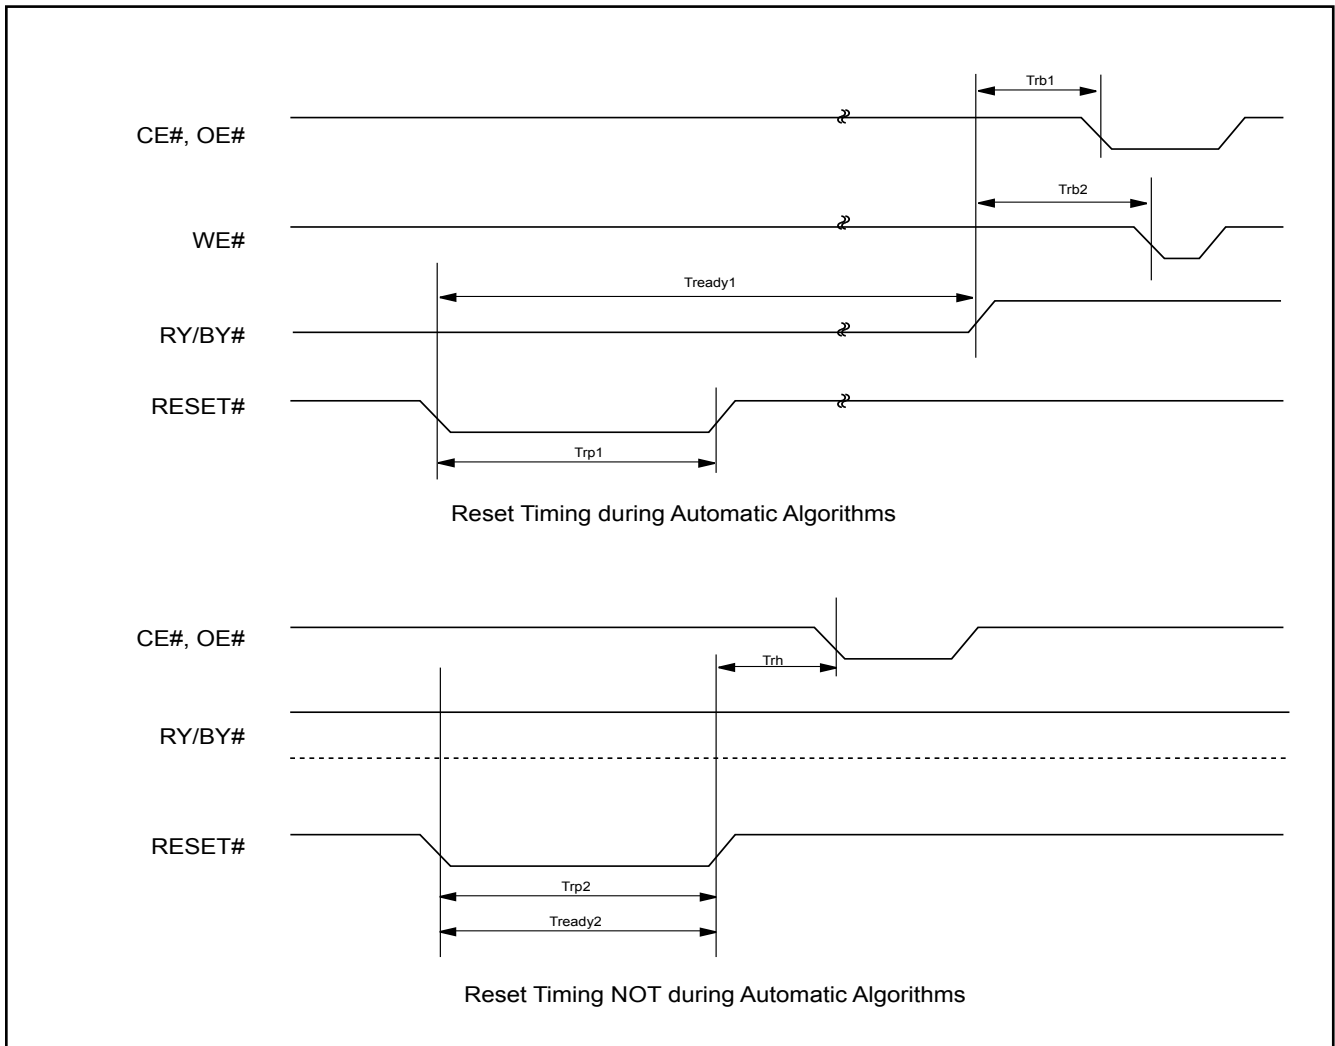 Trb1
CE#, OE#
Trb2
WE#
Tready1
RY/BY#
RESET#
Trp1
Reset Timing during Automatic Algorithms
CE#, OE#
Trh
RY/BY#
RESET#
Trp2
Tready2
Reset Timing NOT during Automatic Algorithms